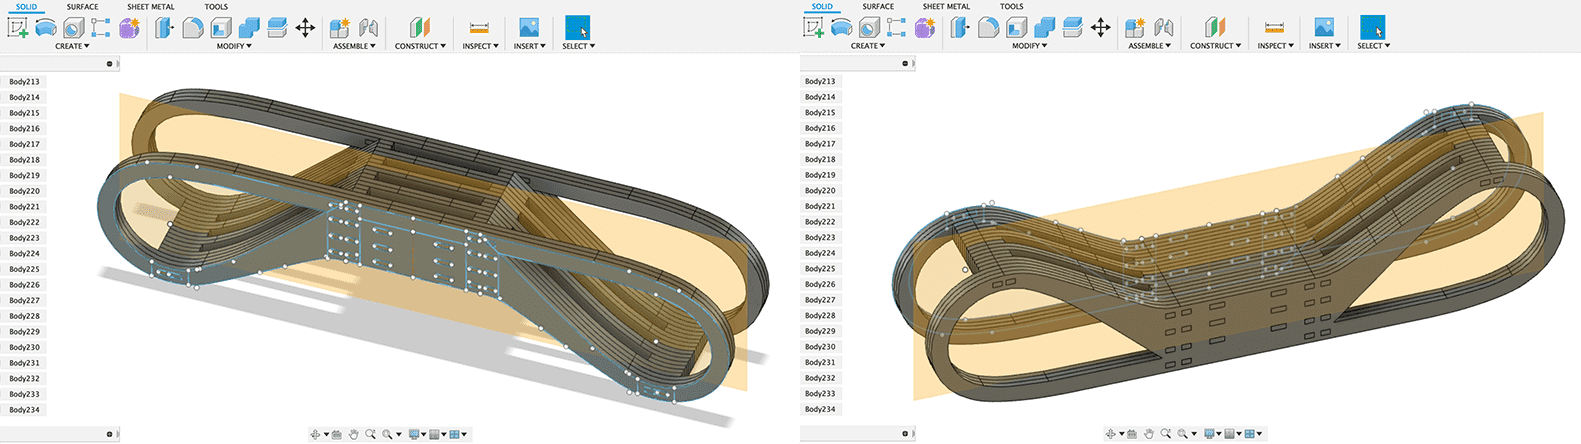 SOLID SURFACE SHEET METAL TOOLS
CREATE MODIFY ASSEMBLE CONSTRUCT INSPECT INSERT SELECT
Body213
Body214
Body215
Body216
Body217
Body218
Body219
Body220
Body221
Body222
Body223
Body224
Body225
Body226
Body227
Body228
Body229
Body230
Body231
Body232
Body233
Body234
SOLID SURFACE SHEET METAL TOOLS
CREATE MODIFY ASSEMBLE CONSTRUCT INSPECT INSERT SELECT
Body213
Body214
Body215
Body216
Body217
Body218
Body219
Body220
Body221
Body222
Body223
Body224
Body225
Body226
Body227
Body228
Body229
Body230
Body231
Body232
Body233
Body234